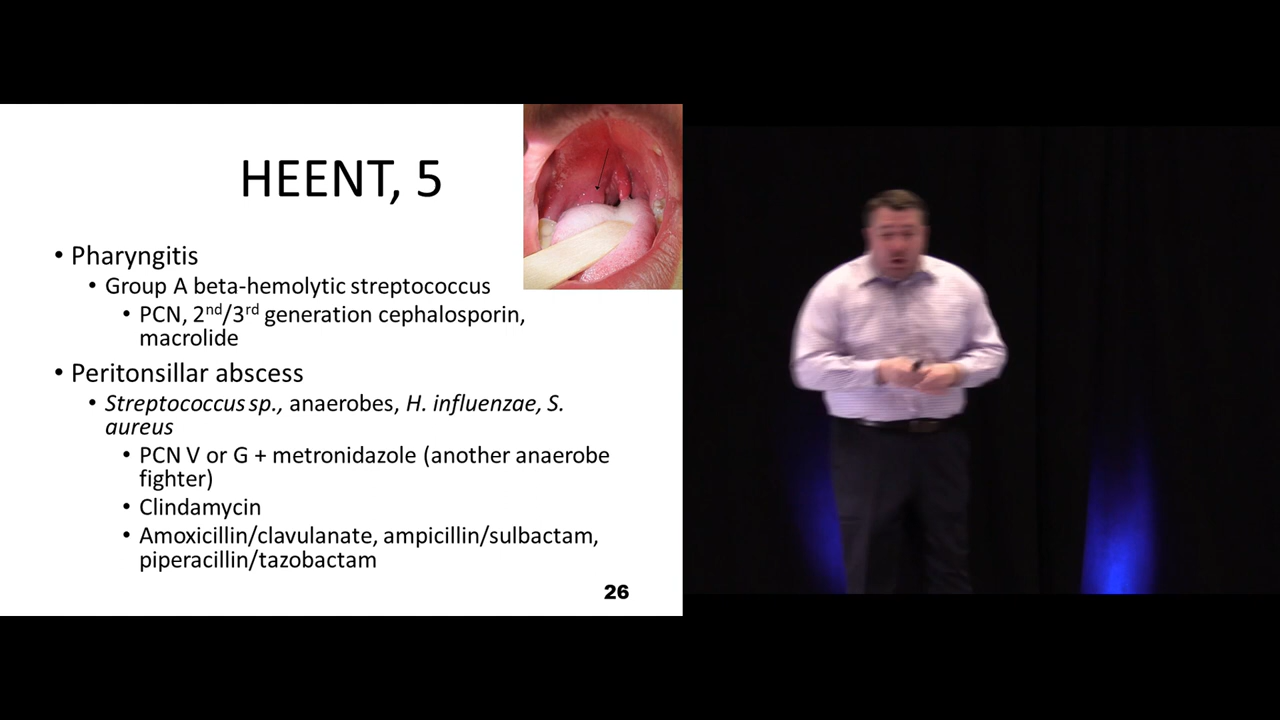 HEENT, 5
• Pharyngitis
• Group A beta-hemolytic streptococcus
• PCN, 2nd/3rd generation cephalosporin,
macrolide
• Peritonsillar abscess
• Streptococcus sp., anaerobes, H. influenzae, S.
aureus
• PCN V or G + metronidazole (another anaerobe
fighter)
• Clindamycin
• Amoxicillin/clavulanate, ampicillin/sulbactam,
piperacillin/tazobactam
26